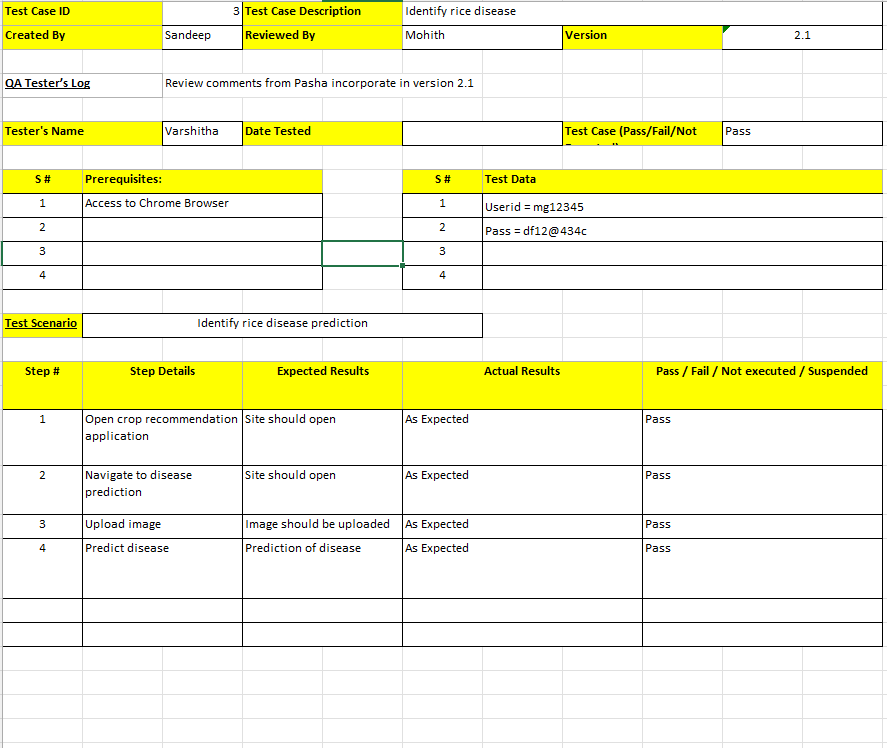 Test Case ID 3 Test Case Description Identify rice disease
Created By Sandeep Reviewed By Mohith Version 2.1
QA Tester's Log Review comments from Pasha incorporate in version 2.1
Tester's Name Varshitha Date Tested Test Case (Pass/Fail/Not Pass
S # Prerequisites: S # Test Data
1 Access to Chrome Browser 1 Userid = mg12345
2 2 Pass = df12@434c
3 3
4 4
Test Scenario Identify rice disease prediction
Step # Step Details Expected Results Actual Results Pass / Fail / Not executed / Suspended
1 Open crop recommendation Site should open As Expected Pass
application
2 Navigate to disease Site should open As Expected Pass
prediction
3 Upload image Image should be uploaded As Expected Pass
4 Predict disease Prediction of disease As Expected Pass